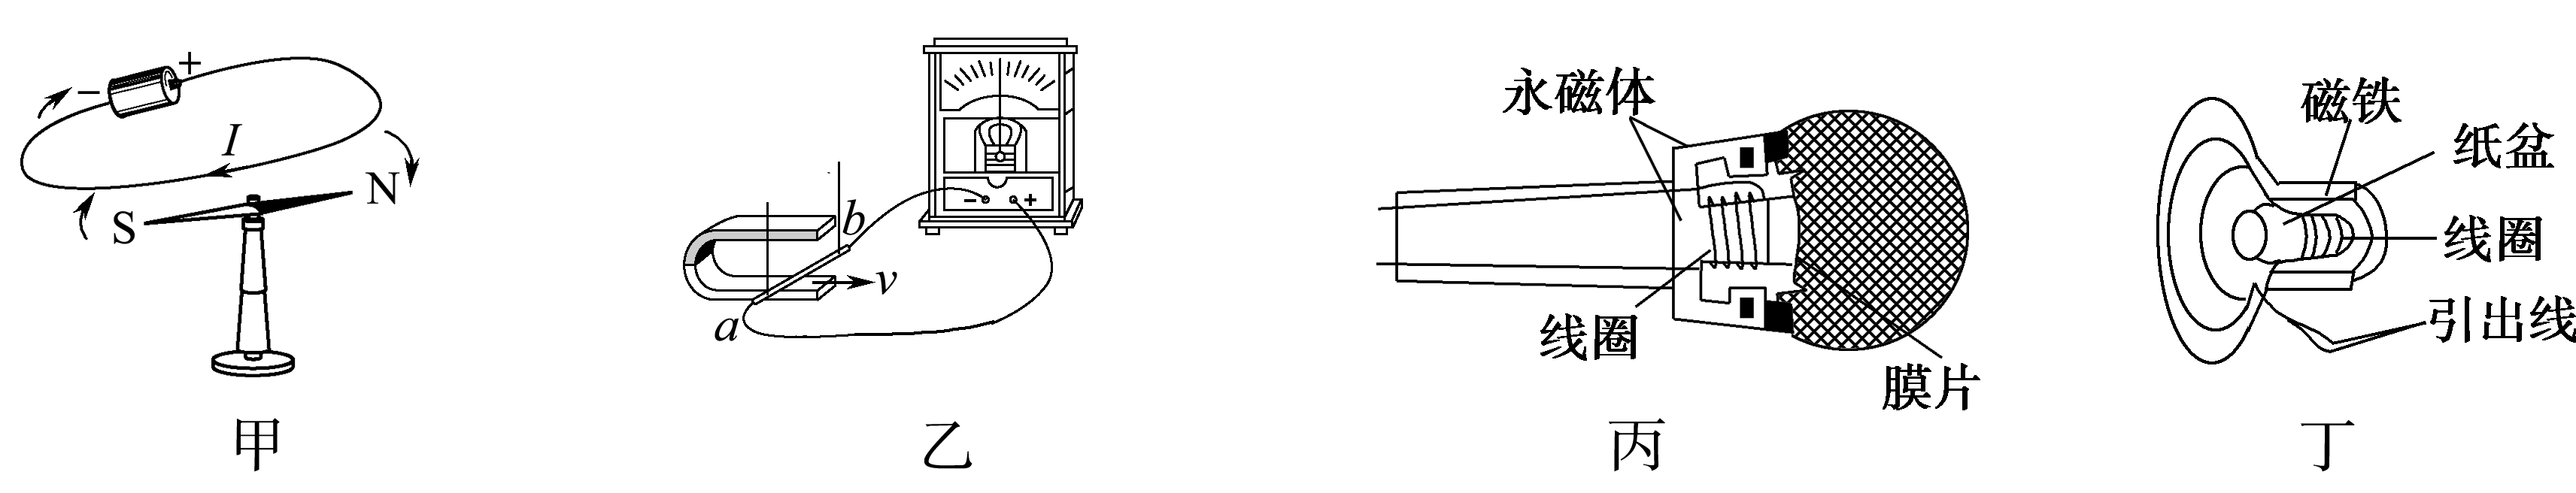 +
−
I
S
N
甲
b
a
v
− +
乙
永磁体
线圈
膜片
丙
磁铁
纸盆
线圈
引出线
丁